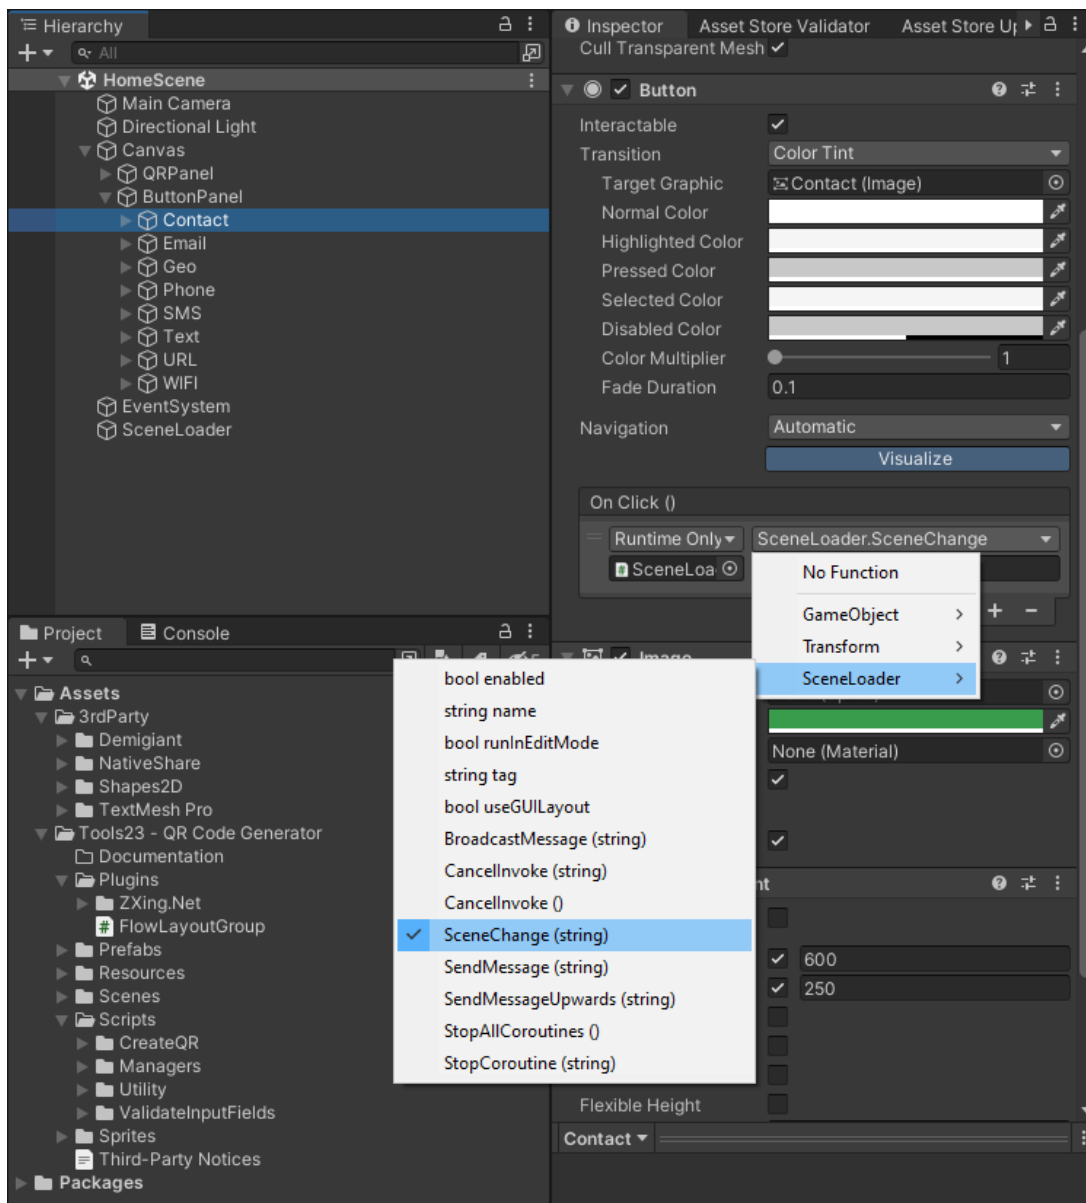 Hierarchy
All
HomeScene
Main Camera
Directional Light
Canvas
QRPanel
ButtonPanel
Contact
Email
Geo
Phone
SMS
Text
URL
WIFI
EventSystem
SceneLoader
Project
Console
Assets
3rdParty
Demigiant
NativeShare
Shapes2D
TextMesh Pro
Tools23 - QR Code Generator
Documentation
Plugins
ZXing.Net
FlowLayoutGroup
Prefabs
Resources
Scenes
Scripts
CreateQR
Managers
Utility
ValidateInputFields
Sprites
Third-Party Notices
Packages
Inspector
Asset Store Validator
Asset Store Up
Cull Transparent Mesh
Button
Interactable
Transition
Color Tint
Target Graphic
Contact (Image)
Normal Color
Highlighted Color
Pressed Color
Selected Color
Disabled Color
Color Multiplier
1
Fade Duration
0.1
Navigation
Automatic
Visualize
On Click ()
Runtime Only
SceneLoader.SceneChange
SceneLoa
No Function
GameObject
Transform
SceneLoader
bool enabled
string name
bool runInEditMode
string tag
bool useGUILayout
BroadcastMessage (string)
CancelInvoke (string)
CancelInvoke ()
SceneChange (string)
SendMessage (string)
SendMessageUpwards (string)
StopAllCoroutines ()
StopCoroutine (string)
Image
None (Material)
nt
600
250
Flexible Height
Contact